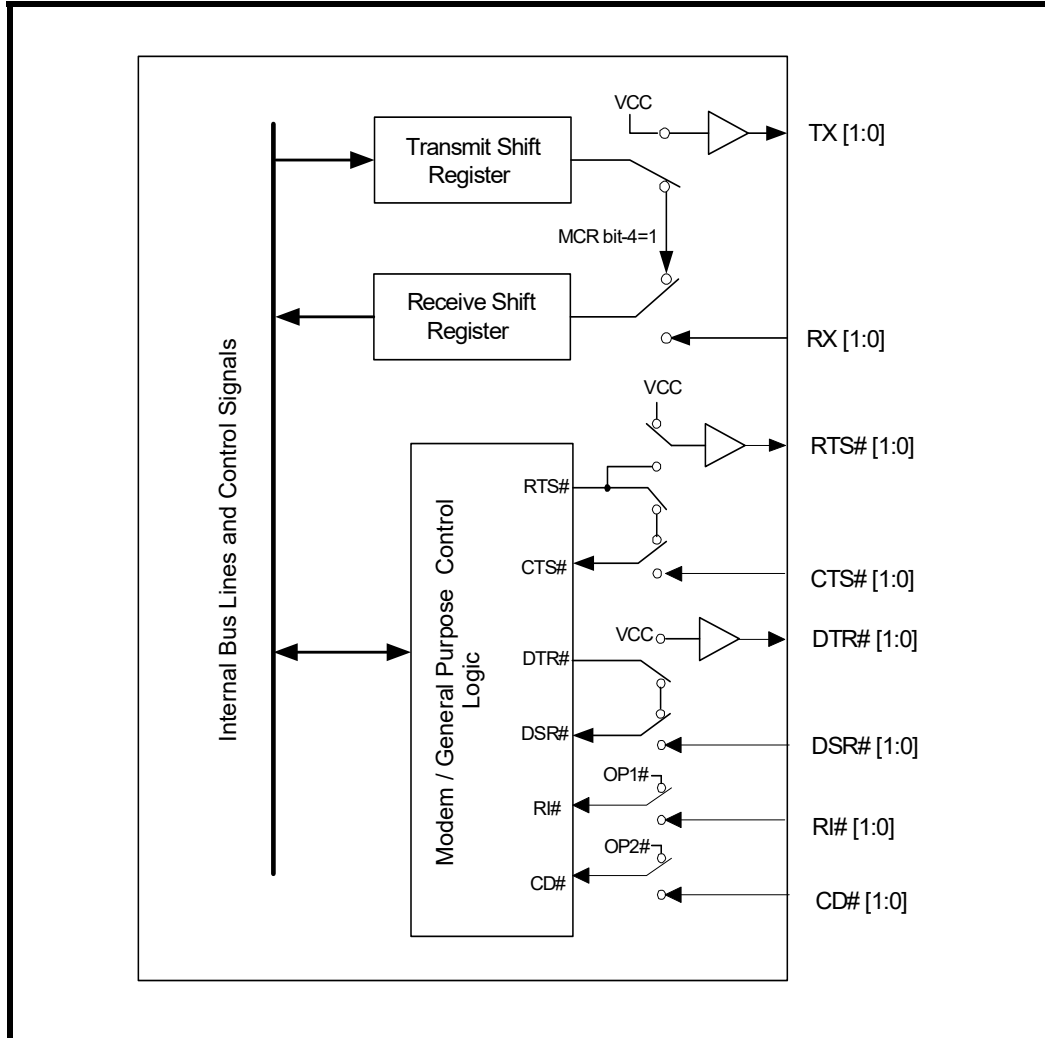 VCC
TX [1:0]
Transmit Shift
Register
MCR bit-4=1
Receive Shift
Register
RX [1:0]
Internal Bus Lines and Control Signals
VCC
RTS# [1:0]
RTS#
CTS#
CTS# [1:0]
Modem / General Purpose Control
Logic
VCC
DTR# [1:0]
DTR#
DSR#
DSR# [1:0]
OP1#
RI#
RI# [1:0]
OP2#
CD#
CD# [1:0]